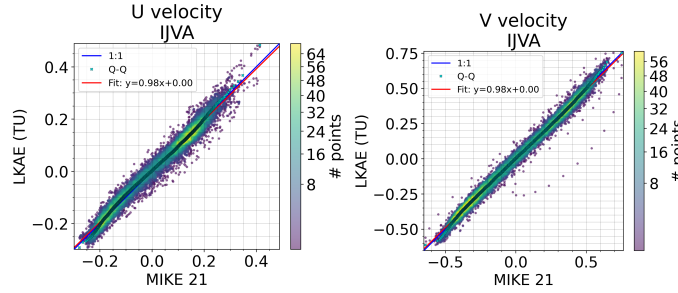 U velocity
IJVA
1:1
Q-Q
Fit: y=0.98x+0.00
0.4
0.2
0.0
−0.2
−0.2
0.0
0.2
0.4
LKAE (TU)
MIKE 21
64
56
48
40
32
24
16
8
# points
V velocity
IJVA
1:1
Q-Q
Fit: y=0.98x+0.00
0.75
0.50
0.25
0.00
−0.25
−0.50
−0.5
0.0
0.5
LKAE (TU)
MIKE 21
56
48
40
32
24
16
8
# points